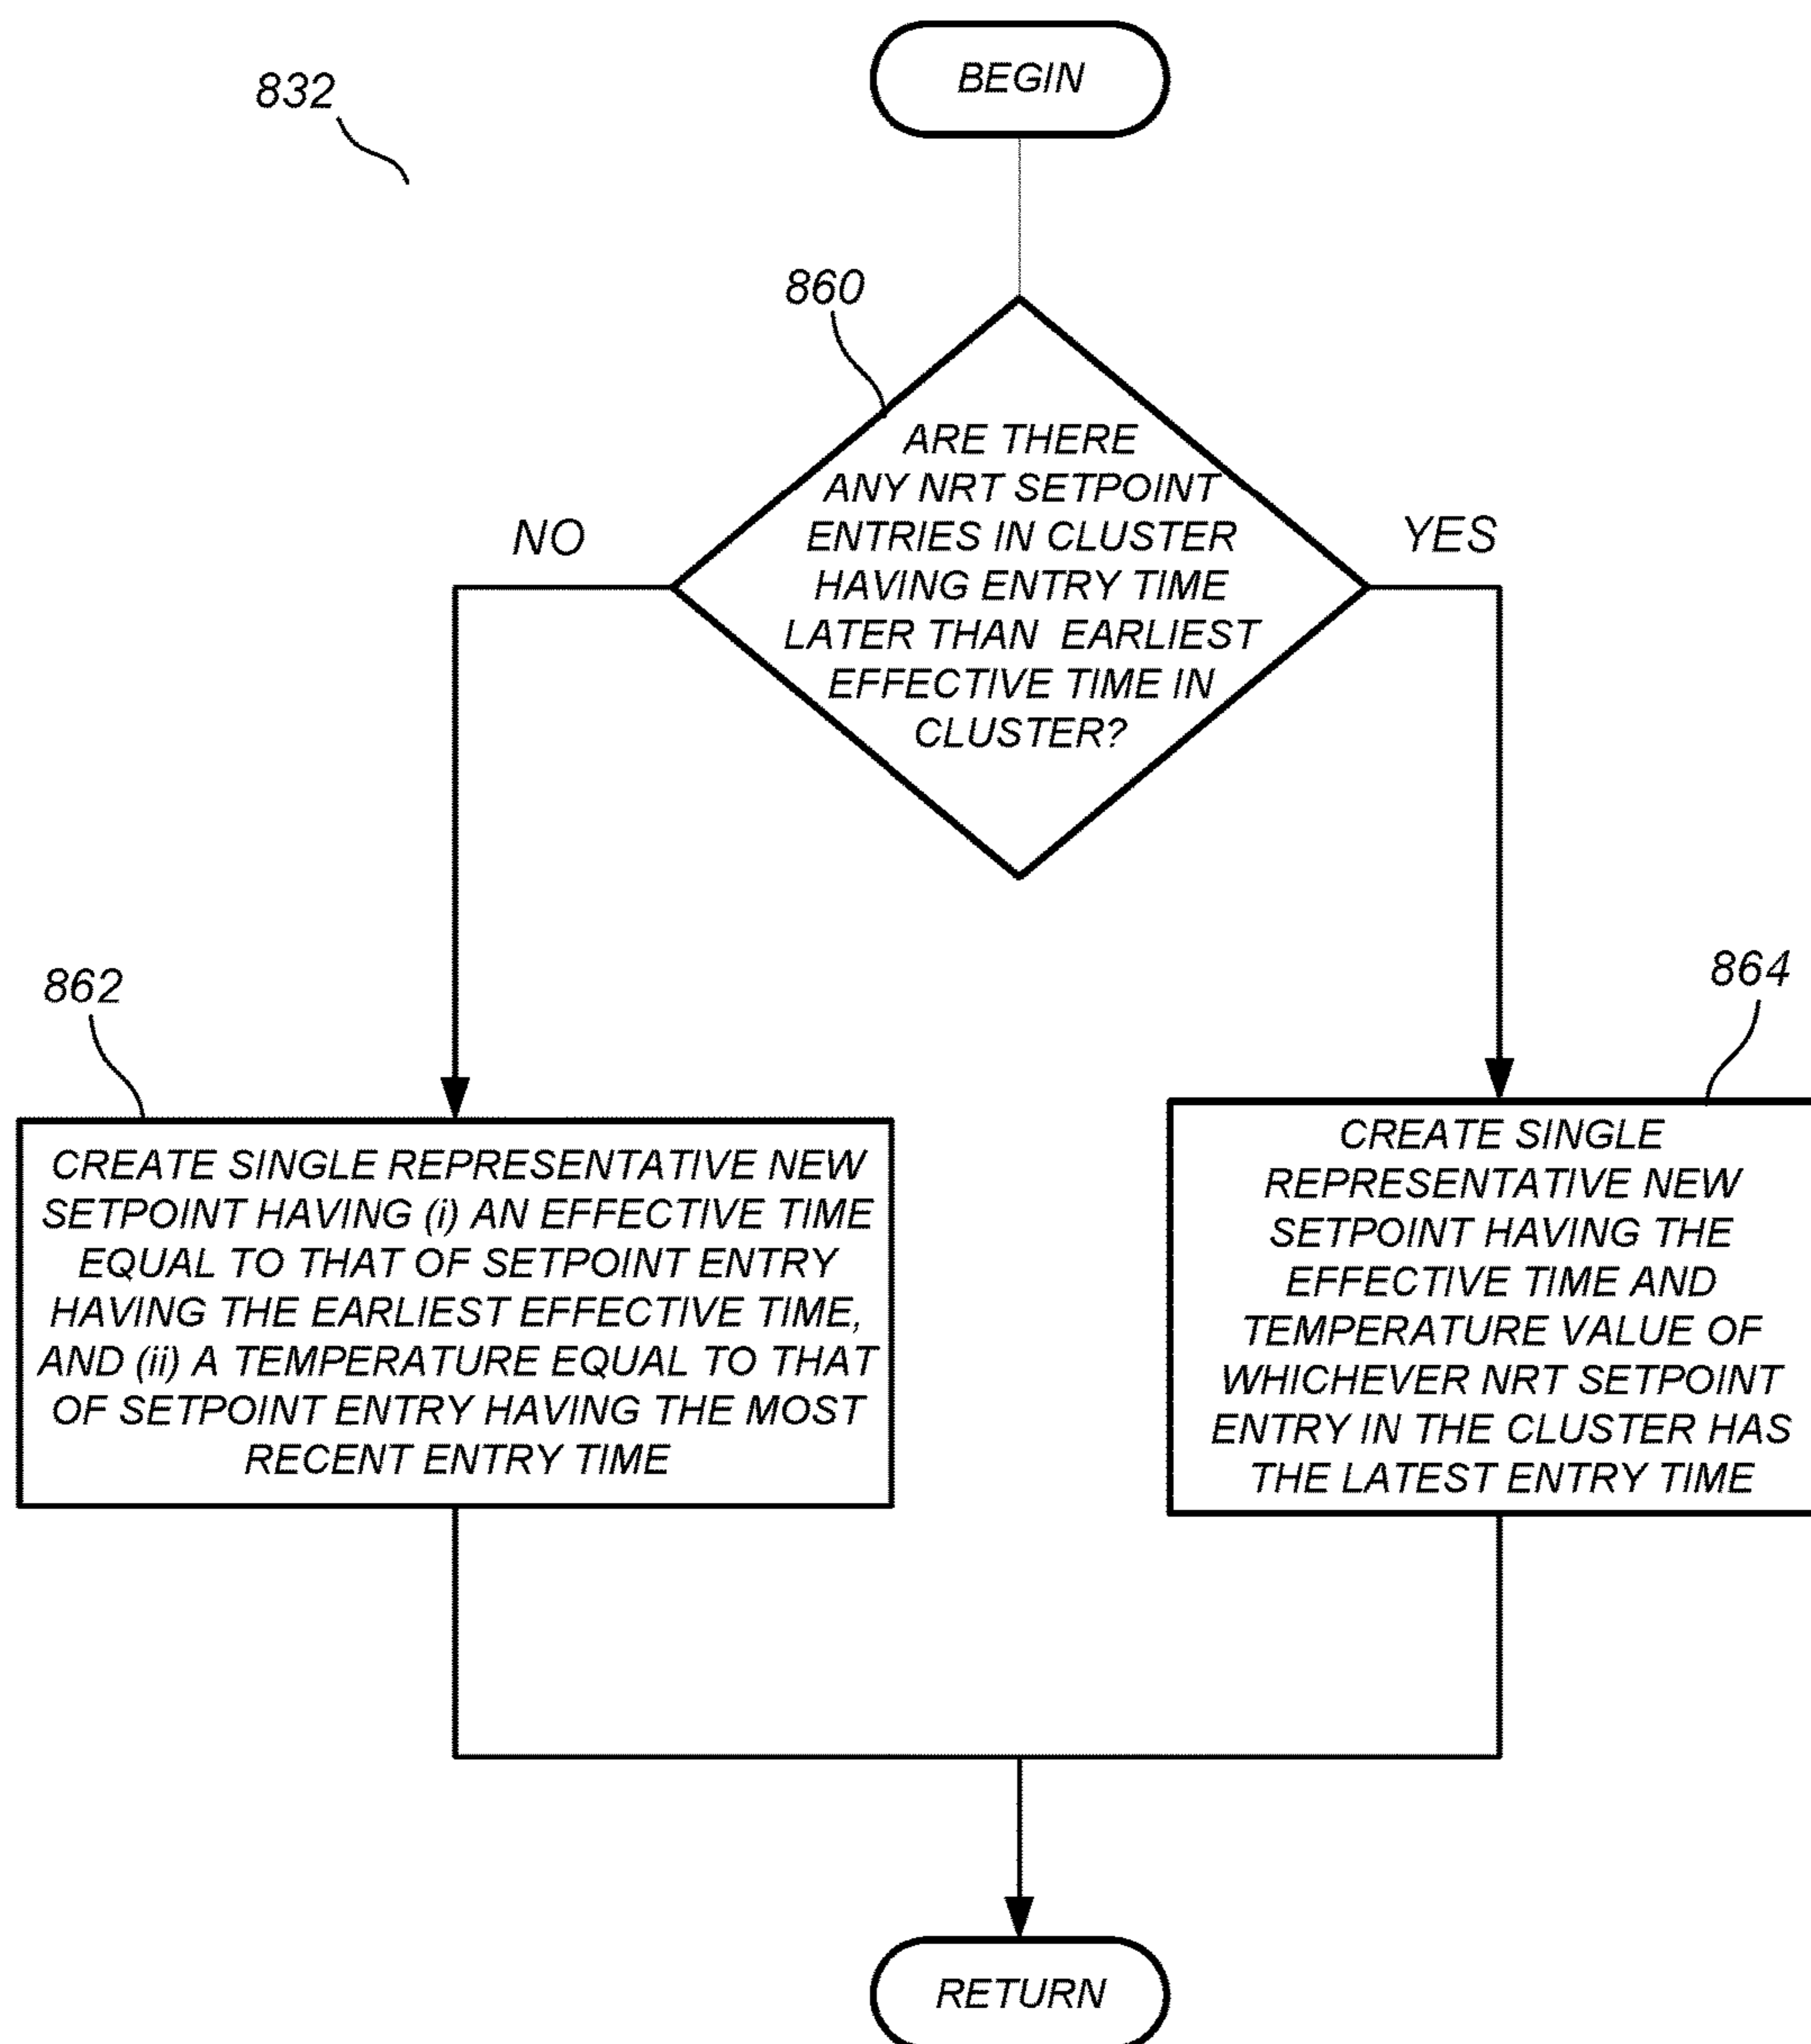 832
BEGIN
860
ARE THERE
ANY NRT SETPOINT
ENTRIES IN CLUSTER
HAVING ENTRY TIME
LATER THAN EARLIEST
EFFECTIVE TIME IN
CLUSTER?
NO
YES
862
CREATE SINGLE REPRESENTATIVE NEW
SETPOINT HAVING (i) AN EFFECTIVE TIME
EQUAL TO THAT OF SETPOINT ENTRY
HAVING THE EARLIEST EFFECTIVE TIME,
AND (ii) A TEMPERATURE EQUAL TO THAT
OF SETPOINT ENTRY HAVING THE MOST
RECENT ENTRY TIME
864
CREATE SINGLE
REPRESENTATIVE NEW
SETPOINT HAVING THE
EFFECTIVE TIME AND
TEMPERATURE VALUE OF
WHICHEVER NRT SETPOINT
ENTRY IN THE CLUSTER HAS
THE LATEST ENTRY TIME
RETURN